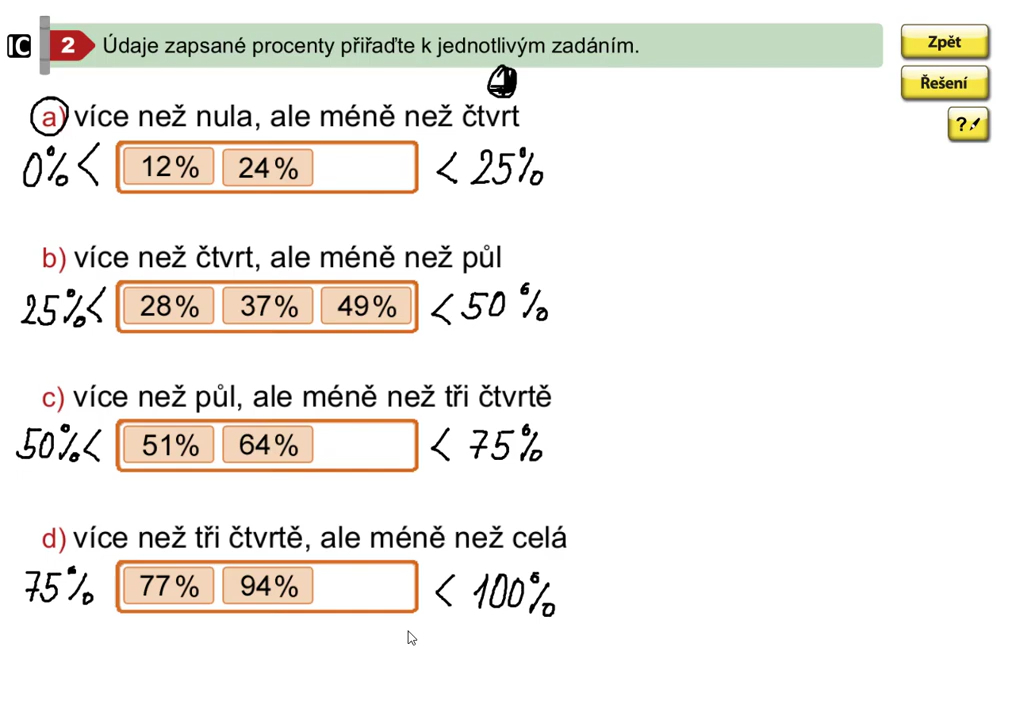 IC 2 Údaje zapsané procenty přiřaďte k jednotlivým zadáním. Zpět
Řešení
?
a) více než nula, ale méně než čtvrt
0% < 12% 24% < 25%
b) více než čtvrt, ale méně než půl
25% < 28% 37% 49% < 50%
c) více než půl, ale méně než tři čtvrtě
50% < 51% 64% < 75%
d) více než tři čtvrtě, ale méně než celá
75% 77% 94% < 100%